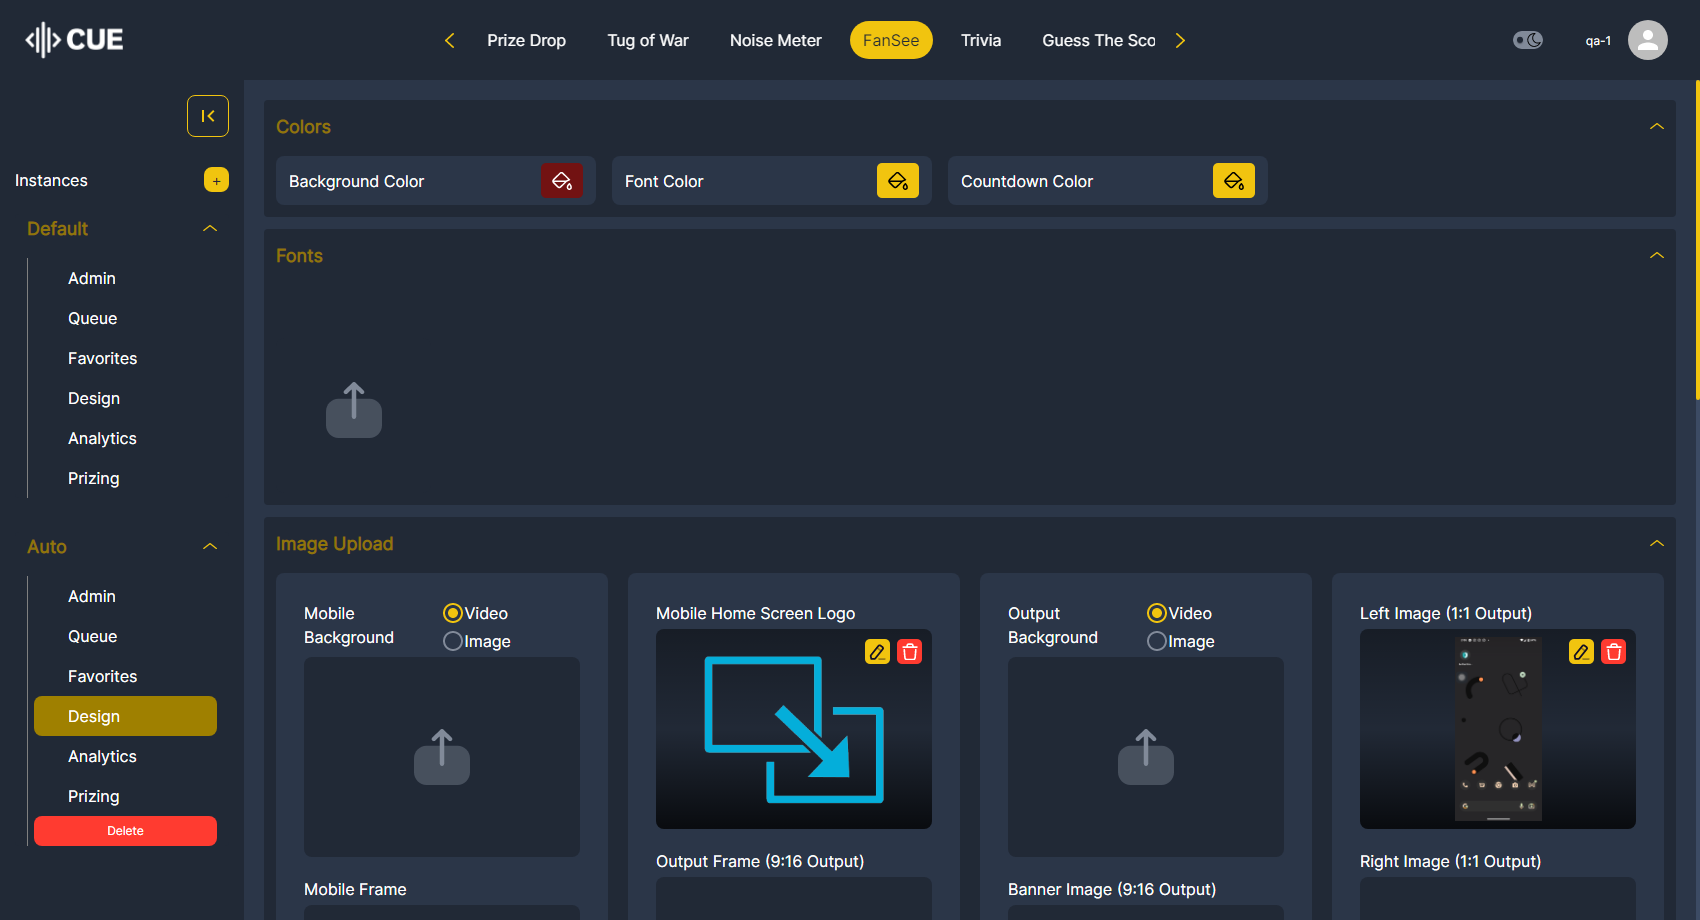 CUE
Prize Drop
Tug of War
Noise Meter
FanSee
Trivia
Guess The Sco
qa-1
Instances
+
Default
Admin
Queue
Favorites
Design
Analytics
Prizing
Auto
Admin
Queue
Favorites
Design
Analytics
Prizing
Delete
Colors
Background Color
Font Color
Countdown Color
Fonts
Image Upload
Mobile
Background
Video
Image
Mobile Home Screen Logo
Output
Background
Video
Image
Left Image (1:1 Output)
Mobile Frame
Output Frame (9:16 Output)
Banner Image (9:16 Output)
Right Image (1:1 Output)